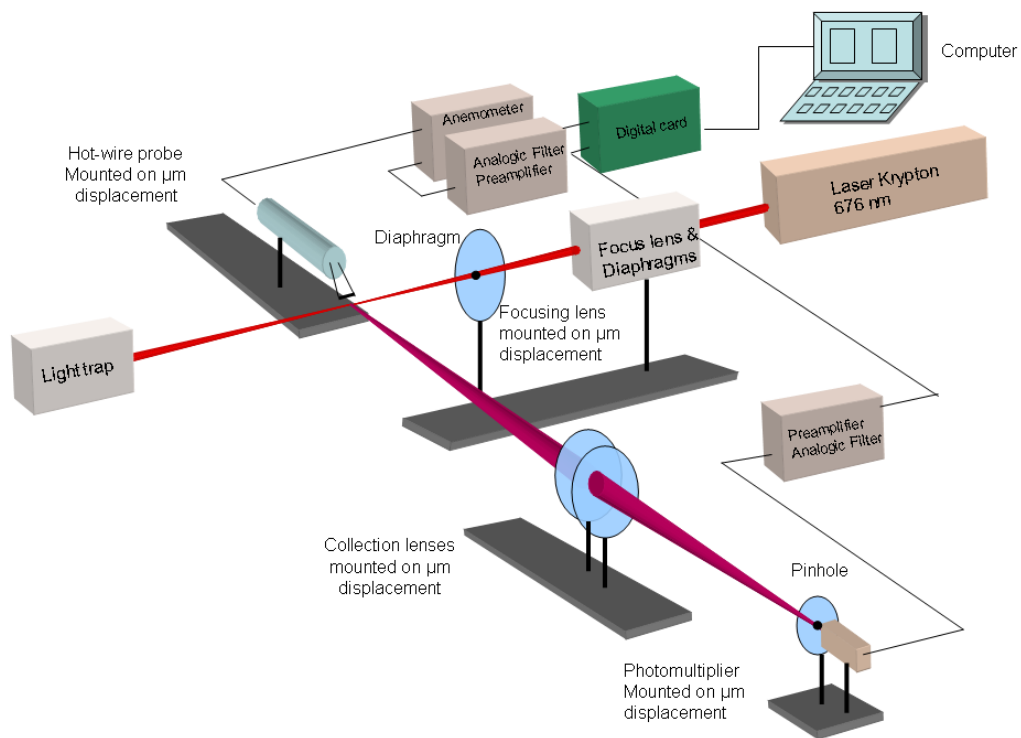 Computer
Anemometer
Analogic Filter
Preamplifier
Digital card
Laser Krypton
676 nm
Hot-wire probe
Mounted on µm
displacement
Diaphragm
Focus lens &
Diaphragms
Focusing lens
mounted on µm
displacement
Light trap
Preamplifier
Analogic Filter
Collection lenses
mounted on µm
displacement
Pinhole
Photomultiplier
Mounted on µm
displacement